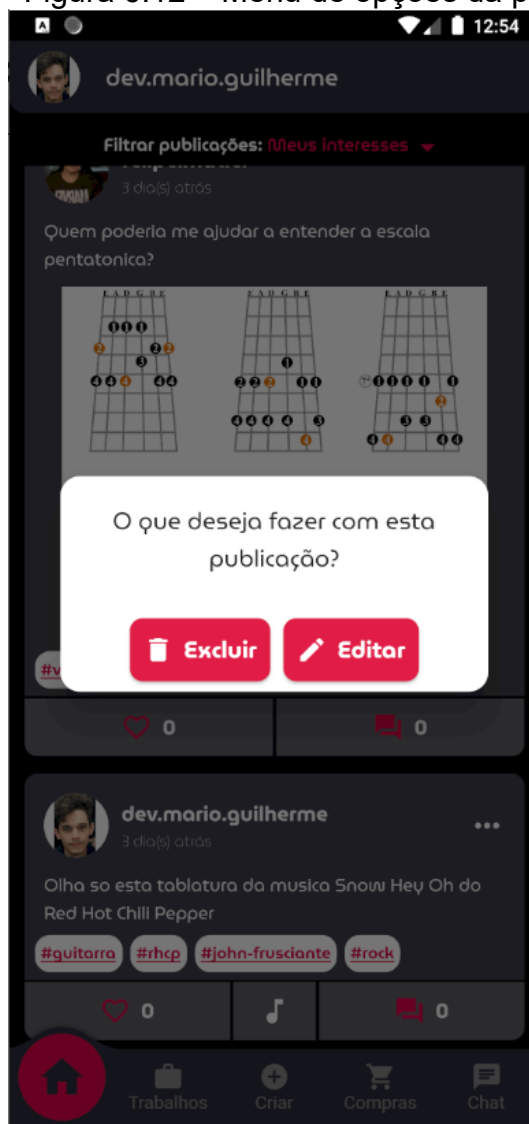 12:54
dev.mario.guilherme
Filtrar publicações: Meus interesses
3 dia(s) atrás
Quem poderia me ajudar a entender a escala
pentatonica?
E A D G B E
E A D G B E
E A D G B E
O que deseja fazer com esta
publicação?
Excluir
Editar
0
0
dev.mario.guilherme
3 dia(s) atrás
Olha so esta tablatura da musica Snow Hey Oh do
Red Hot Chili Pepper
#guitarra #rhcp #john-frusciante #rock
0
0
Trabalhos
Criar
Compras
Chat